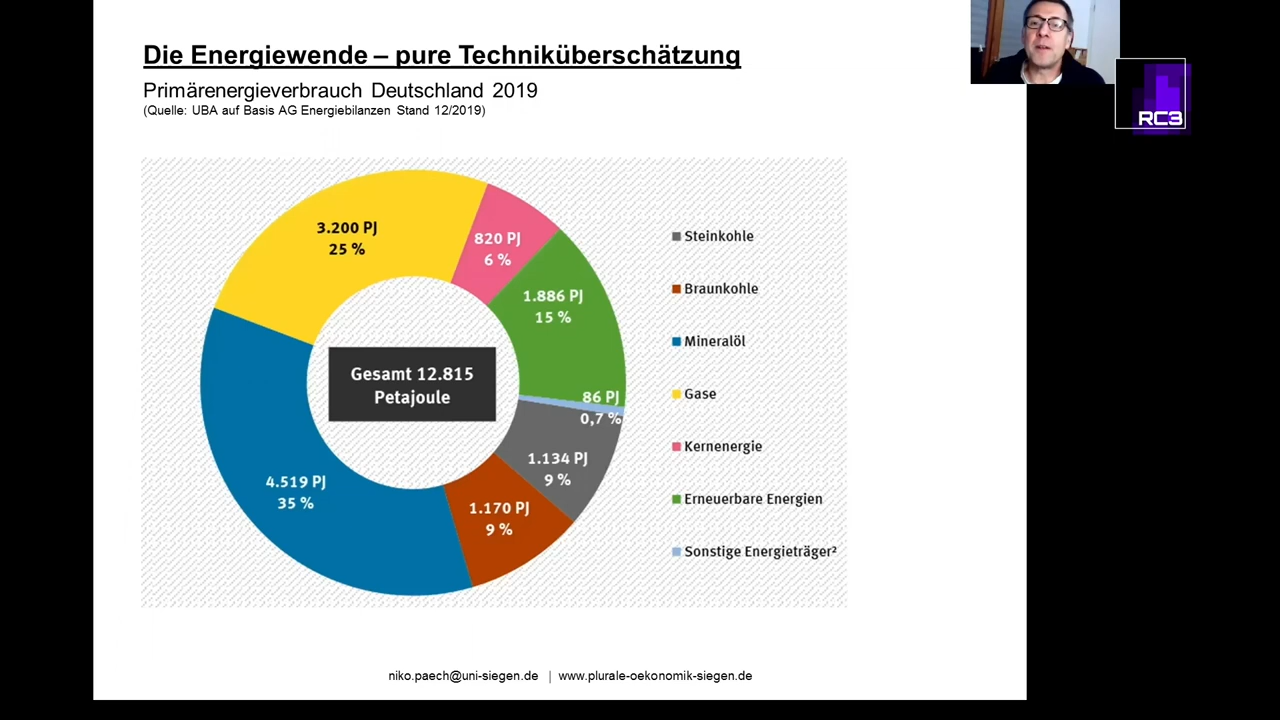 Die Energiewende – pure Techniküberschätzung
Primärenergieverbrauch Deutschland 2019
(Quelle: UBA auf Basis AG Energiebilanzen Stand 12/2019)
RC3
3.200 PJ
25 %
820 PJ
6 %
1.886 PJ
15 %
86 PJ
0,7 %
1.134 PJ
9 %
1.170 PJ
9 %
4.519 PJ
35 %
Gesamt 12.815
Petajoule
Steinkohle
Braunkohle
Mineralöl
Gase
Kernenergie
Erneuerbare Energien
Sonstige Energieträger²
niko.paech@uni-siegen.de | www.plurale-oekonomik-siegen.de